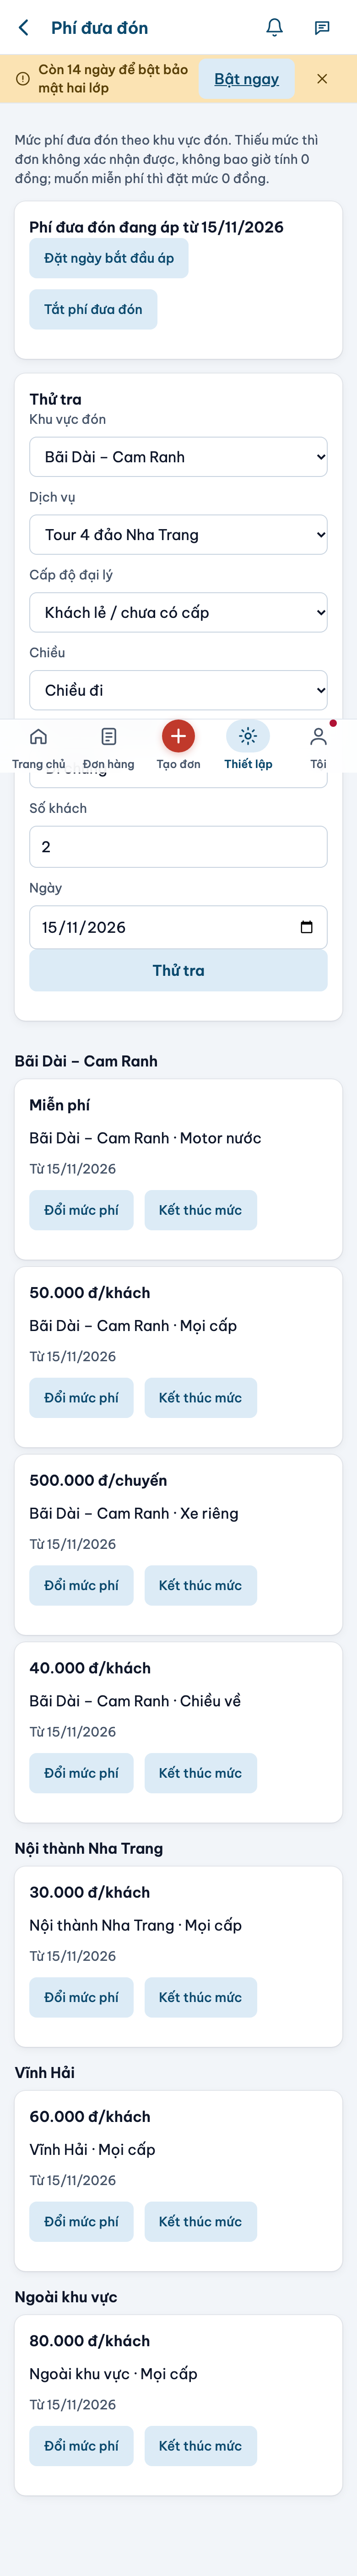 Phí đưa đón
Còn 14 ngày để bật bảo
mật hai lớp
Bật ngay
Mức phí đưa đón theo khu vực đón. Thiếu mức thì
đơn không xác nhận được, không bao giờ tính 0
đồng; muốn miễn phí thì đặt mức 0 đồng.
Phí đưa đón đang áp từ 15/11/2026
Đặt ngày bắt đầu áp
Tắt phí đưa đón
Thử tra
Khu vực đón
Bãi Dài – Cam Ranh
Dịch vụ
Tour 4 đảo Nha Trang
Cấp độ đại lý
Khách lẻ / chưa có cấp
Chiều
Chiều đi
Trang chủ
Đơn hàng
Tạo đơn
Thiết lập
Tôi
Số khách
2
Ngày
15/11/2026
Thử tra
Bãi Dài – Cam Ranh
Miễn phí
Bãi Dài – Cam Ranh · Motor nước
Từ 15/11/2026
Đổi mức phí
Kết thúc mức
50.000 đ/khách
Bãi Dài – Cam Ranh · Mọi cấp
Từ 15/11/2026
Đổi mức phí
Kết thúc mức
500.000 đ/chuyến
Bãi Dài – Cam Ranh · Xe riêng
Từ 15/11/2026
Đổi mức phí
Kết thúc mức
40.000 đ/khách
Bãi Dài – Cam Ranh · Chiều về
Từ 15/11/2026
Đổi mức phí
Kết thúc mức
Nội thành Nha Trang
30.000 đ/khách
Nội thành Nha Trang · Mọi cấp
Từ 15/11/2026
Đổi mức phí
Kết thúc mức
Vĩnh Hải
60.000 đ/khách
Vĩnh Hải · Mọi cấp
Từ 15/11/2026
Đổi mức phí
Kết thúc mức
Ngoài khu vực
80.000 đ/khách
Ngoài khu vực · Mọi cấp
Từ 15/11/2026
Đổi mức phí
Kết thúc mức